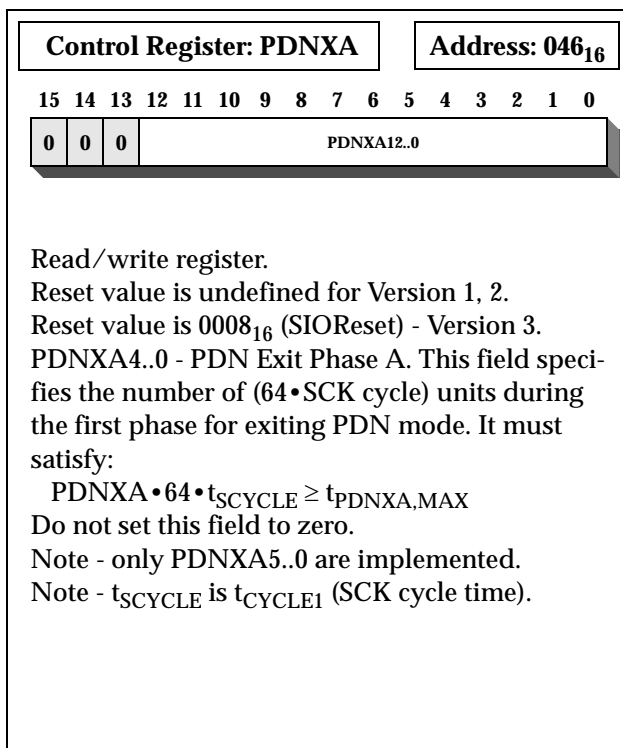 Control Register: PDNXA
Address: 046₁₆
15 14 13 12 11 10 9 8 7 6 5 4 3 2 1 0
0 0 0 PDNXA12..0
Read/write register.
Reset value is undefined for Version 1, 2.
Reset value is 0008₁₆ (SIOReset) - Version 3.
PDNXA4..0 - PDN Exit Phase A. This field speci-
fies the number of (64•SCK cycle) units during
the first phase for exiting PDN mode. It must
satisfy:
PDNXA•64•tSCYCLE ≥ tPDNXA,MAX
Do not set this field to zero.
Note - only PDNXA5..0 are implemented.
Note - tSCYCLE is tCYCLE1 (SCK cycle time).